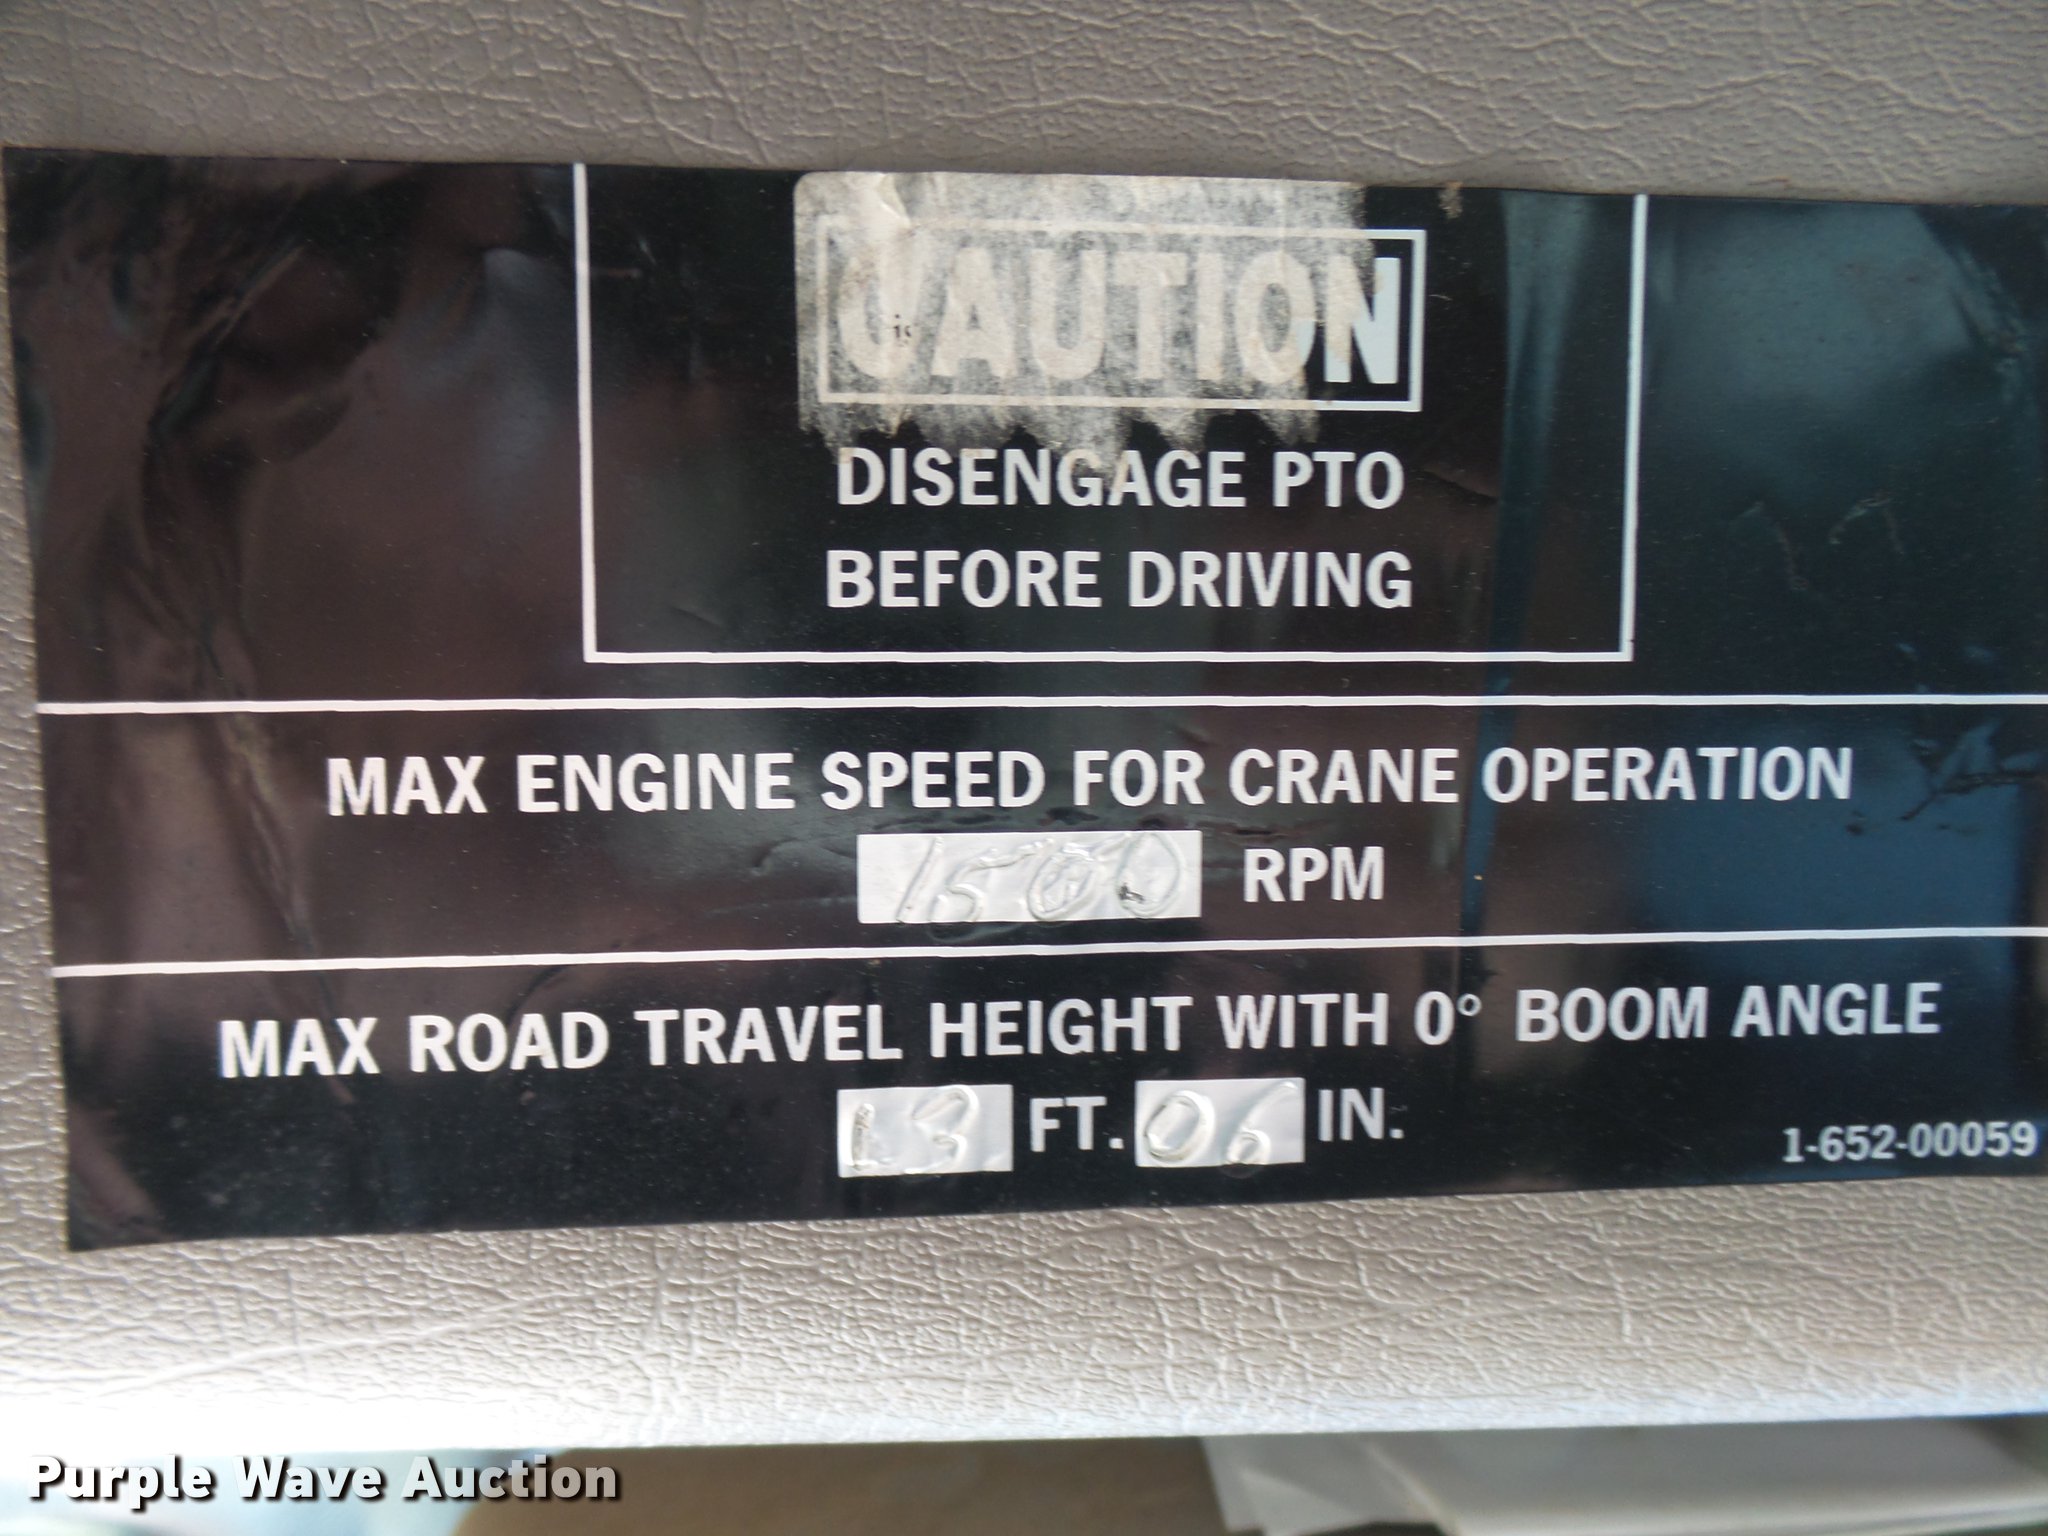 CAUTION
DISENGAGE PTO
BEFORE DRIVING
MAX ENGINE SPEED FOR CRANE OPERATION
1500 RPM
MAX ROAD TRAVEL HEIGHT WITH 0° BOOM ANGLE
13 FT. 06 IN.
1-652-00059
Purple Wave Auction